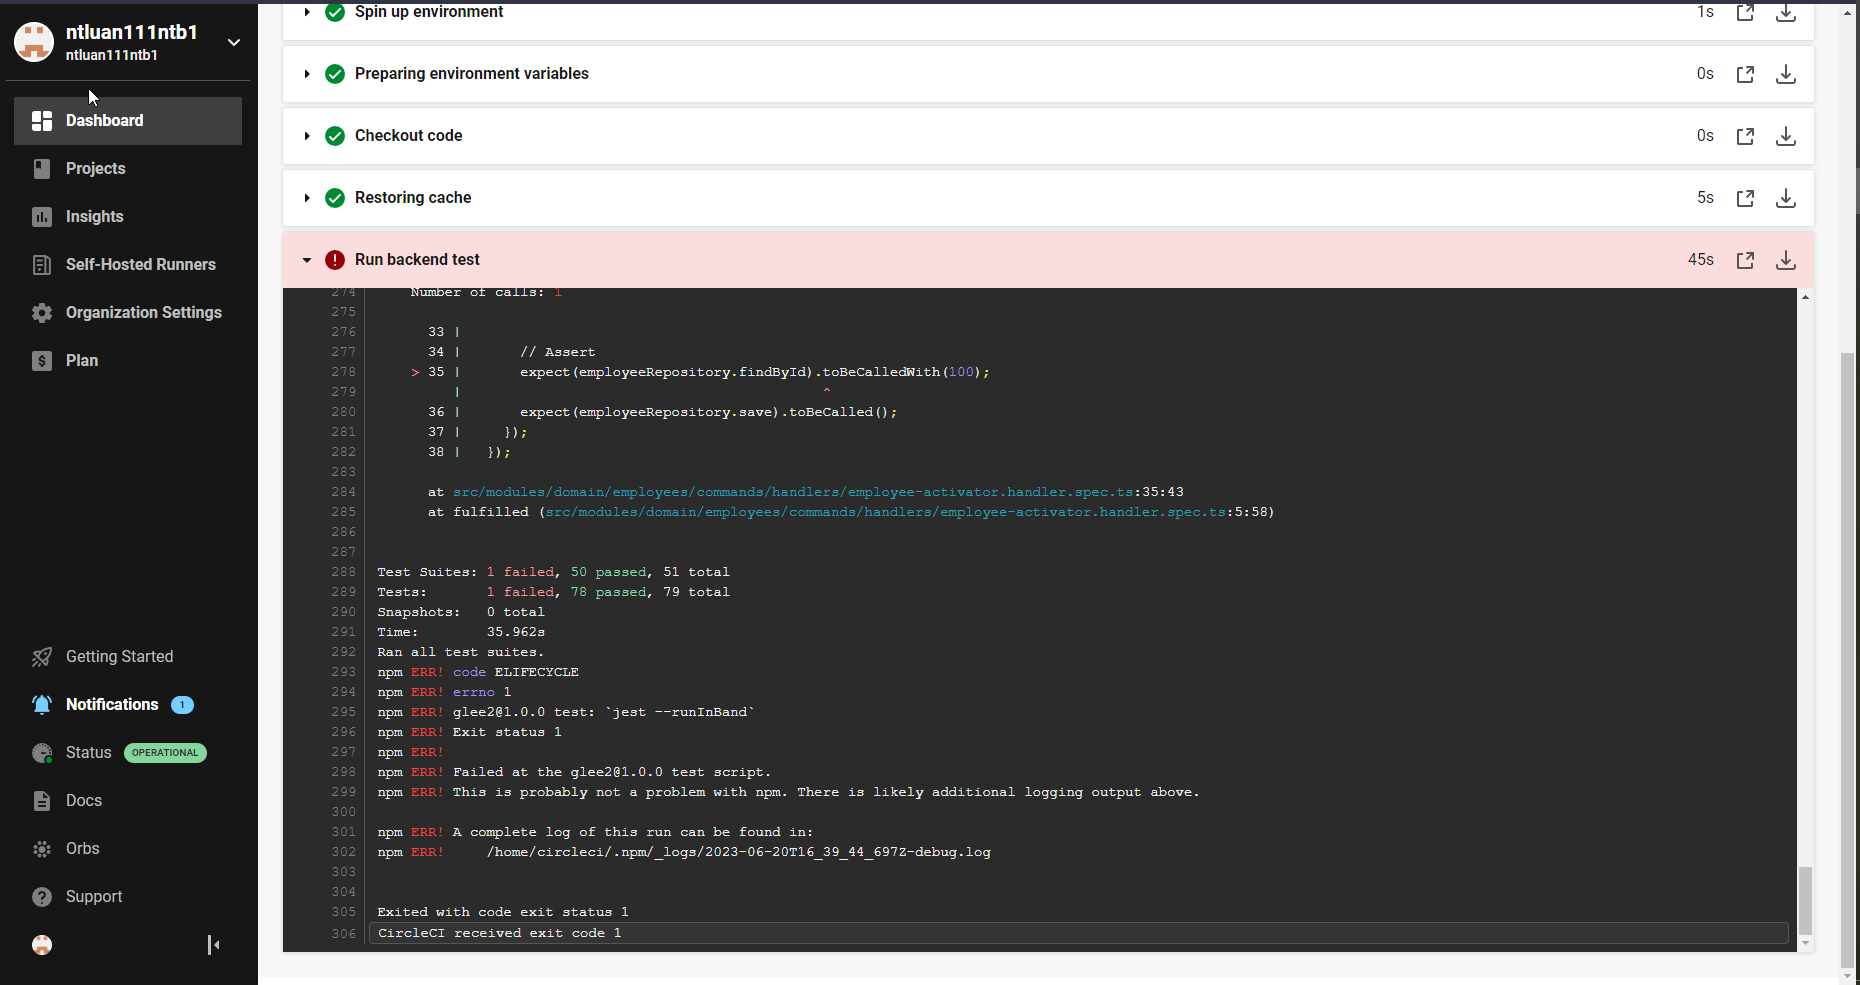 ntluan111ntb1
ntluan111ntb1
Dashboard
Projects
Insights
Self-Hosted Runners
Organization Settings
Plan
Getting Started
Notifications 1
Status OPERATIONAL
Docs
Orbs
Support
Spin up environment 1s
Preparing environment variables 0s
Checkout code 0s
Restoring cache 5s
Run backend test 45s
274 Number of calls: 1
275
276 33 |
277 34 | // Assert
278 > 35 | expect(employeeRepository.findById).toBeCalledWith(100);
279 | ^
280 36 | expect(employeeRepository.save).toBeCalled();
281 37 | });
282 38 | });
283
284 at src/modules/domain/employees/commands/handlers/employee-activator.handler.spec.ts:35:43
285 at fulfilled (src/modules/domain/employees/commands/handlers/employee-activator.handler.spec.ts:5:58)
286
287
288 Test Suites: 1 failed, 50 passed, 51 total
289 Tests: 1 failed, 78 passed, 79 total
290 Snapshots: 0 total
291 Time: 35.962s
292 Ran all test suites.
293 npm ERR! code ELIFECYCLE
294 npm ERR! errno 1
295 npm ERR! glee2@1.0.0 test: `jest --runInBand`
296 npm ERR! Exit status 1
297 npm ERR!
298 npm ERR! Failed at the glee2@1.0.0 test script.
299 npm ERR! This is probably not a problem with npm. There is likely additional logging output above.
300
301 npm ERR! A complete log of this run can be found in:
302 npm ERR! /home/circleci/.npm/_logs/2023-06-20T16_39_44_697Z-debug.log
303
304
305 Exited with code exit status 1
306 CircleCI received exit code 1